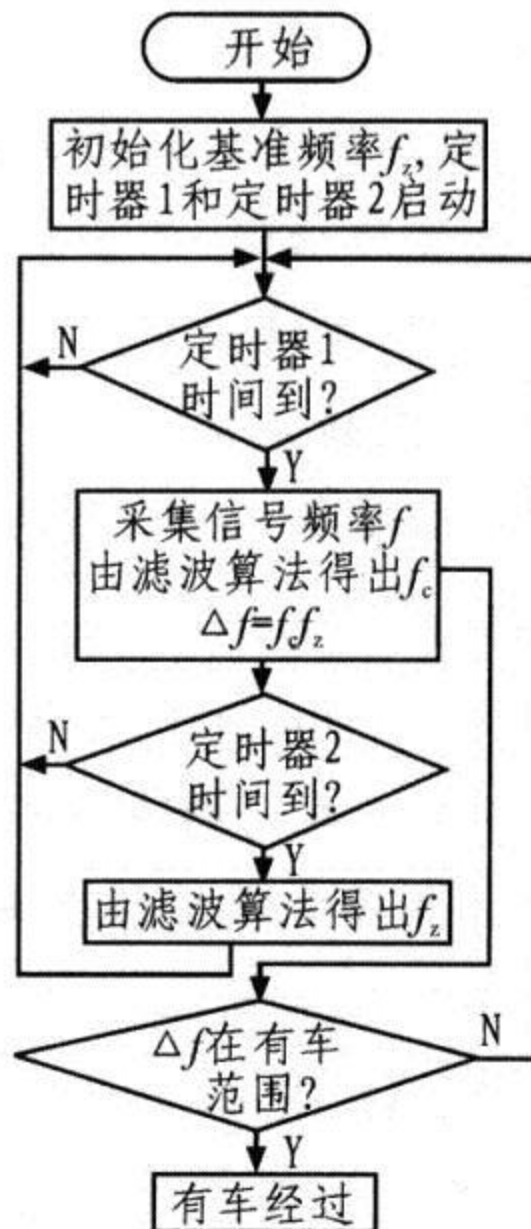 开始
初始化基准频率fz,定
时器1和定时器2启动
N
定时器1
时间到?
Y
采集信号频率f
由滤波算法得出fc
△f=fcfz
N
定时器2
时间到?
Y
由滤波算法得出fz
△f在有车
范围?
N
Y
有车经过